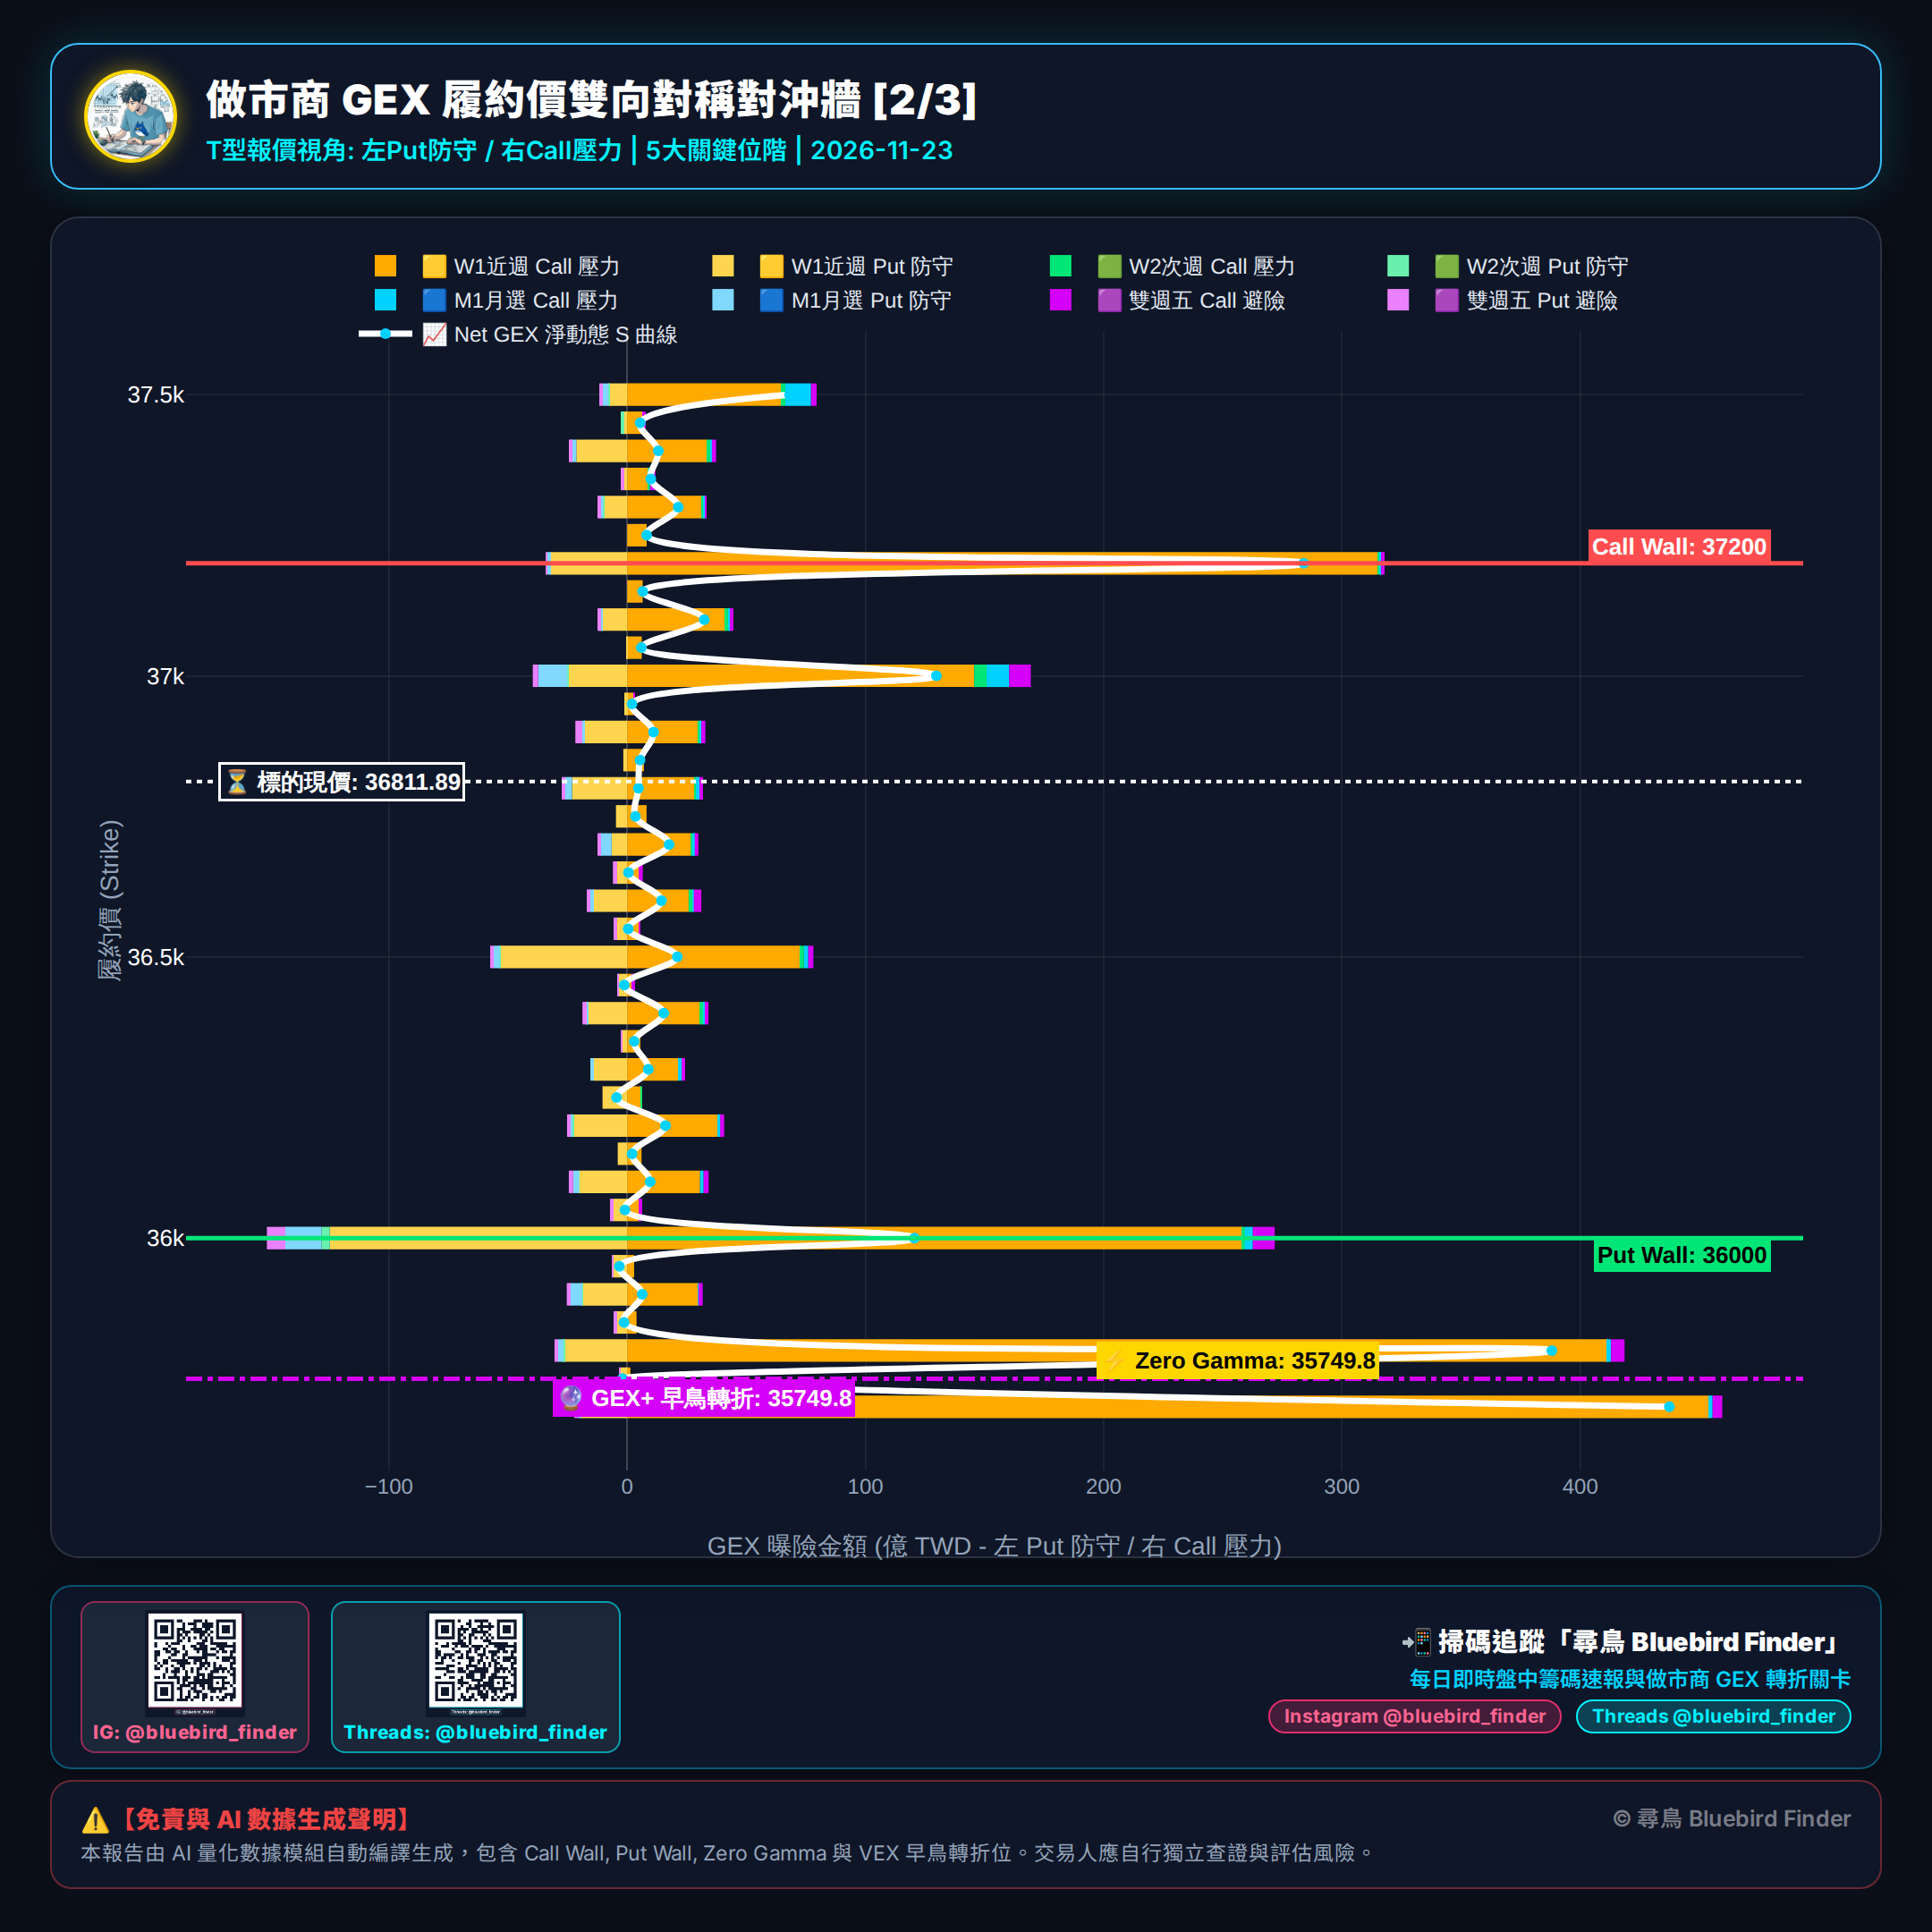 做市商 GEX 履約價雙向對稱對沖牆 [2/3]
T型報價視角: 左Put防守 / 右Call壓力 | 5大關鍵位階 | 2026-11-23
W1近週 Call 壓力
W1近週 Put 防守
W2次週 Call 壓力
W2次週 Put 防守
M1月選 Call 壓力
M1月選 Put 防守
雙週五 Call 避險
雙週五 Put 避險
Net GEX 淨動態 S 曲線
37.5k
Call Wall: 37200
37k
標的現價: 36811.89
履約價 (Strike)
36.5k
36k
Put Wall: 36000
Zero Gamma: 35749.8
GEX+ 早鳥轉折: 35749.8
−100
0
100
200
300
400
GEX 曝險金額 (億 TWD - 左 Put 防守 / 右 Call 壓力)
IG: @bluebird_finder
Threads: @bluebird_finder
掃碼追蹤「尋鳥 Bluebird Finder」
每日即時盤中籌碼速報與做市商 GEX 轉折關卡
Instagram @bluebird_finder
Threads @bluebird_finder
【免責與 AI 數據生成聲明】
© 尋鳥 Bluebird Finder
本報告由 AI 量化數據模組自動編譯生成，包含 Call Wall, Put Wall, Zero Gamma 與 VEX 早鳥轉折位。交易人應自行獨立查證與評估風險。